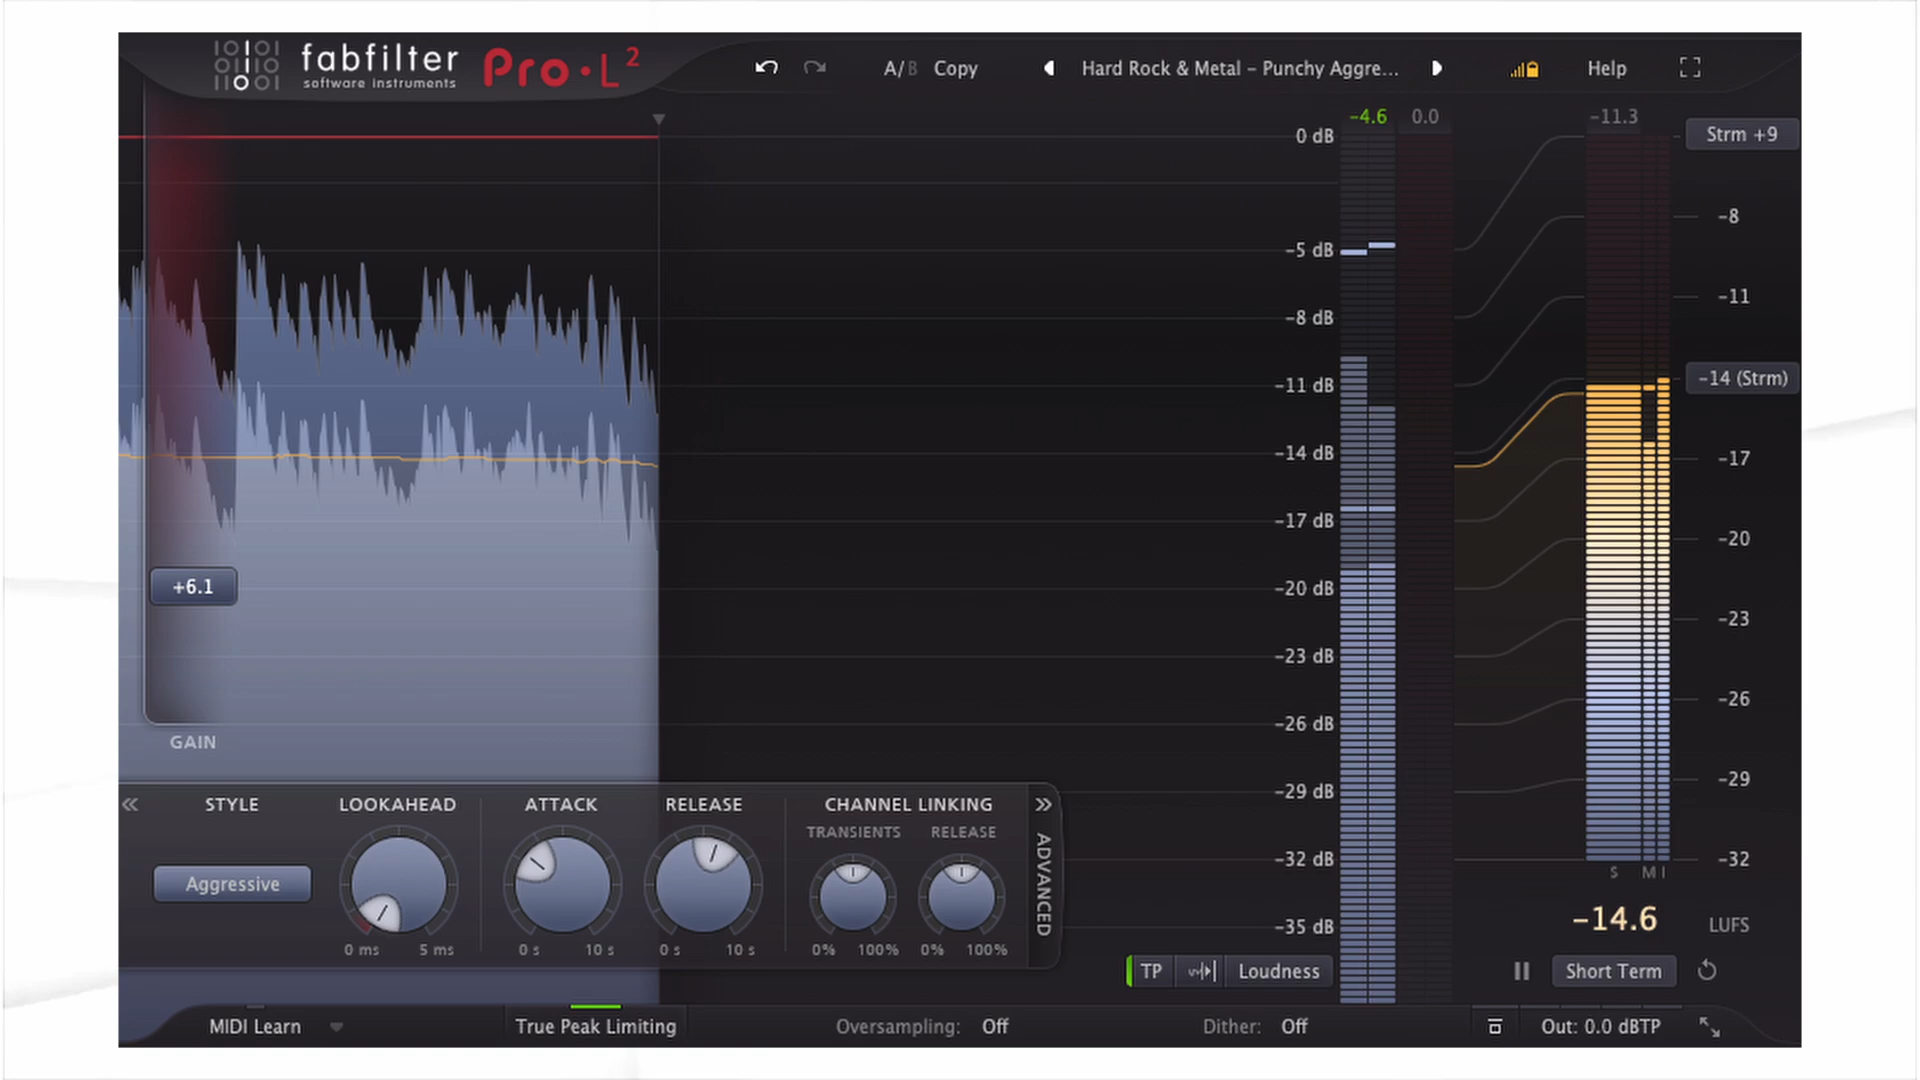 fabfilter
software instruments
Pro·L²
A/B Copy
Hard Rock & Metal – Punchy Aggre...
Help
-4.6 0.0
-11.3
0 dB
-5 dB
-8 dB
-11 dB
-14 dB
-17 dB
-20 dB
-23 dB
-26 dB
-29 dB
-32 dB
-35 dB
Strm +9
-8
-11
-14 (Strm)
-17
-20
-23
-26
-29
-32
S M I
-14.6 LUFS
+6.1
GAIN
STYLE
Aggressive
LOOKAHEAD
0 ms 5 ms
ATTACK
0 s 10 s
RELEASE
0 s 10 s
CHANNEL LINKING
TRANSIENTS RELEASE
0% 100% 0% 100%
ADVANCED
TP
Loudness
Short Term
MIDI Learn
True Peak Limiting
Oversampling: Off
Dither: Off
Out: 0.0 dBTP